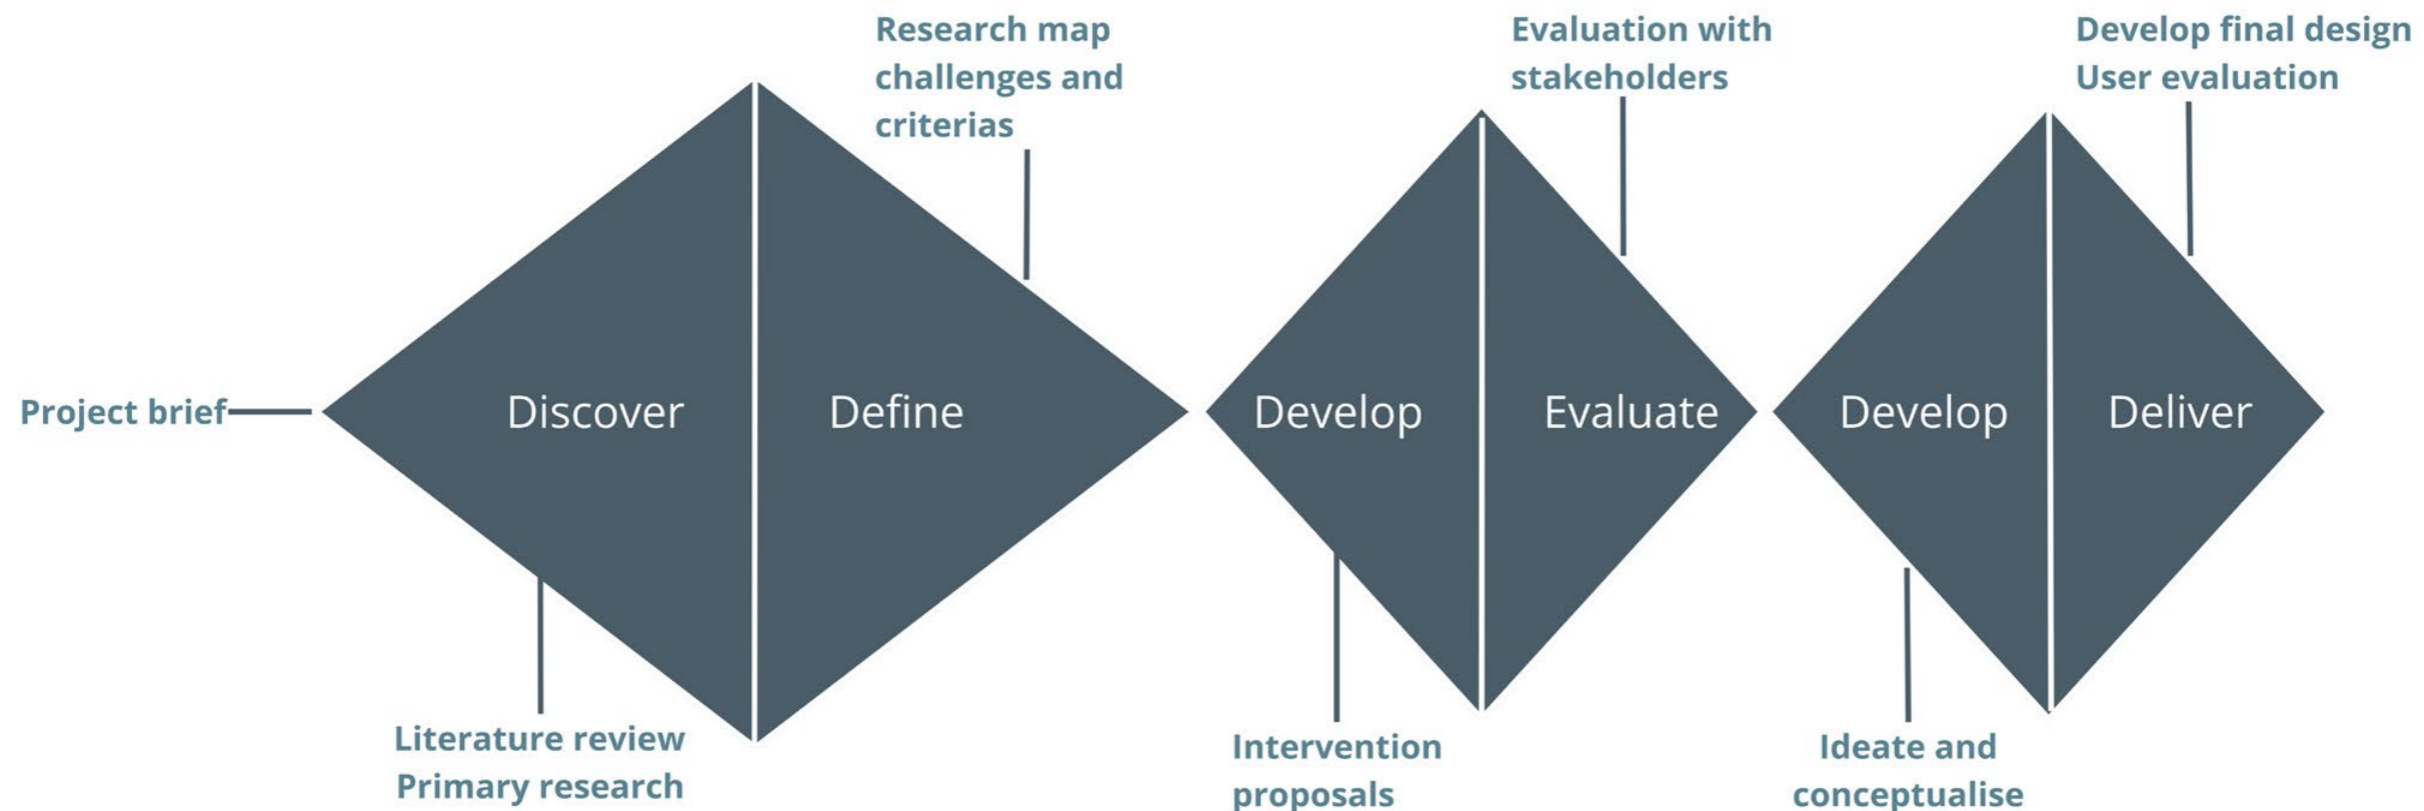 Research map
challenges and
criterias
Evaluation with
stakeholders
Develop final design
User evaluation
Project brief
Discover
Define
Develop
Evaluate
Develop
Deliver
Literature review
Primary research
Intervention
proposals
Ideate and
conceptualise